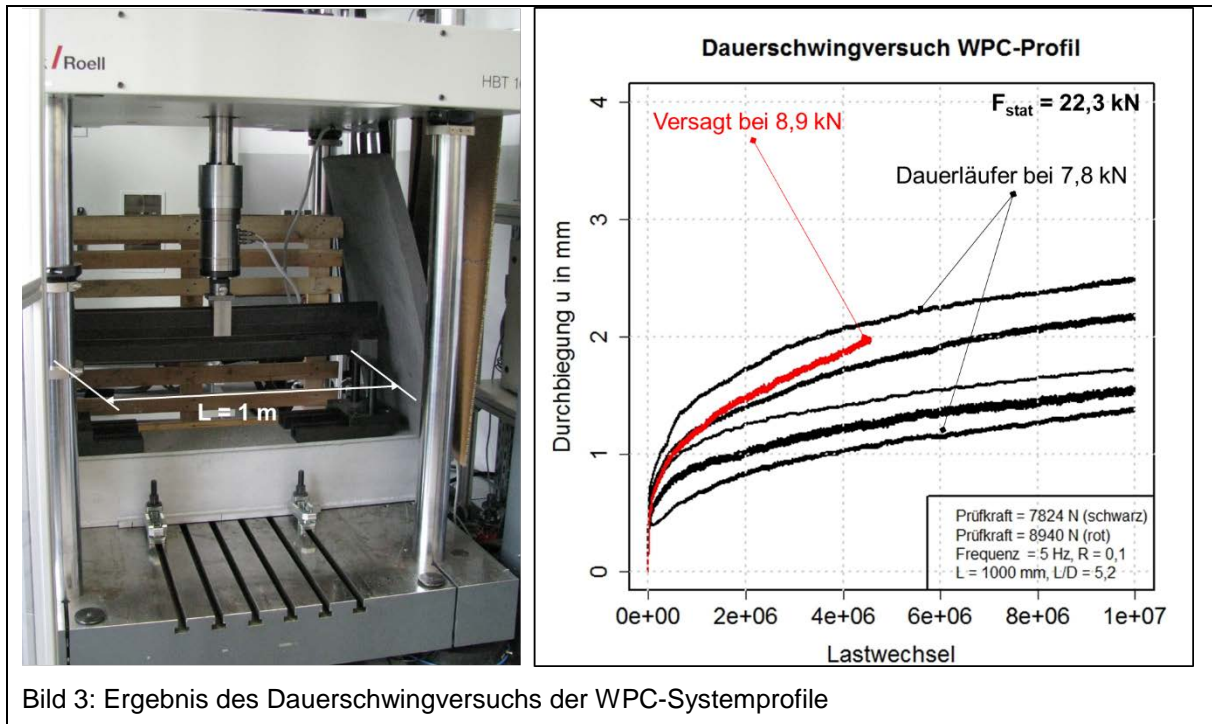 /Roell
HBT
L = 1 m
Dauerschwingversuch WPC-Profil
Fstat = 22,3 kN
Versagt bei 8,9 kN
Dauerläufer bei 7,8 kN
Durchbiegung u in mm
4
3
2
1
0
Prüfkraft = 7824 N (schwarz)
Prüfkraft = 8940 N (rot)
Frequenz = 5 Hz, R = 0,1
L = 1000 mm, L/D = 5,2
0e+00 2e+06 4e+06 6e+06 8e+06 1e+07
Lastwechsel
Bild 3: Ergebnis des Dauerschwingversuchs der WPC-Systemprofile